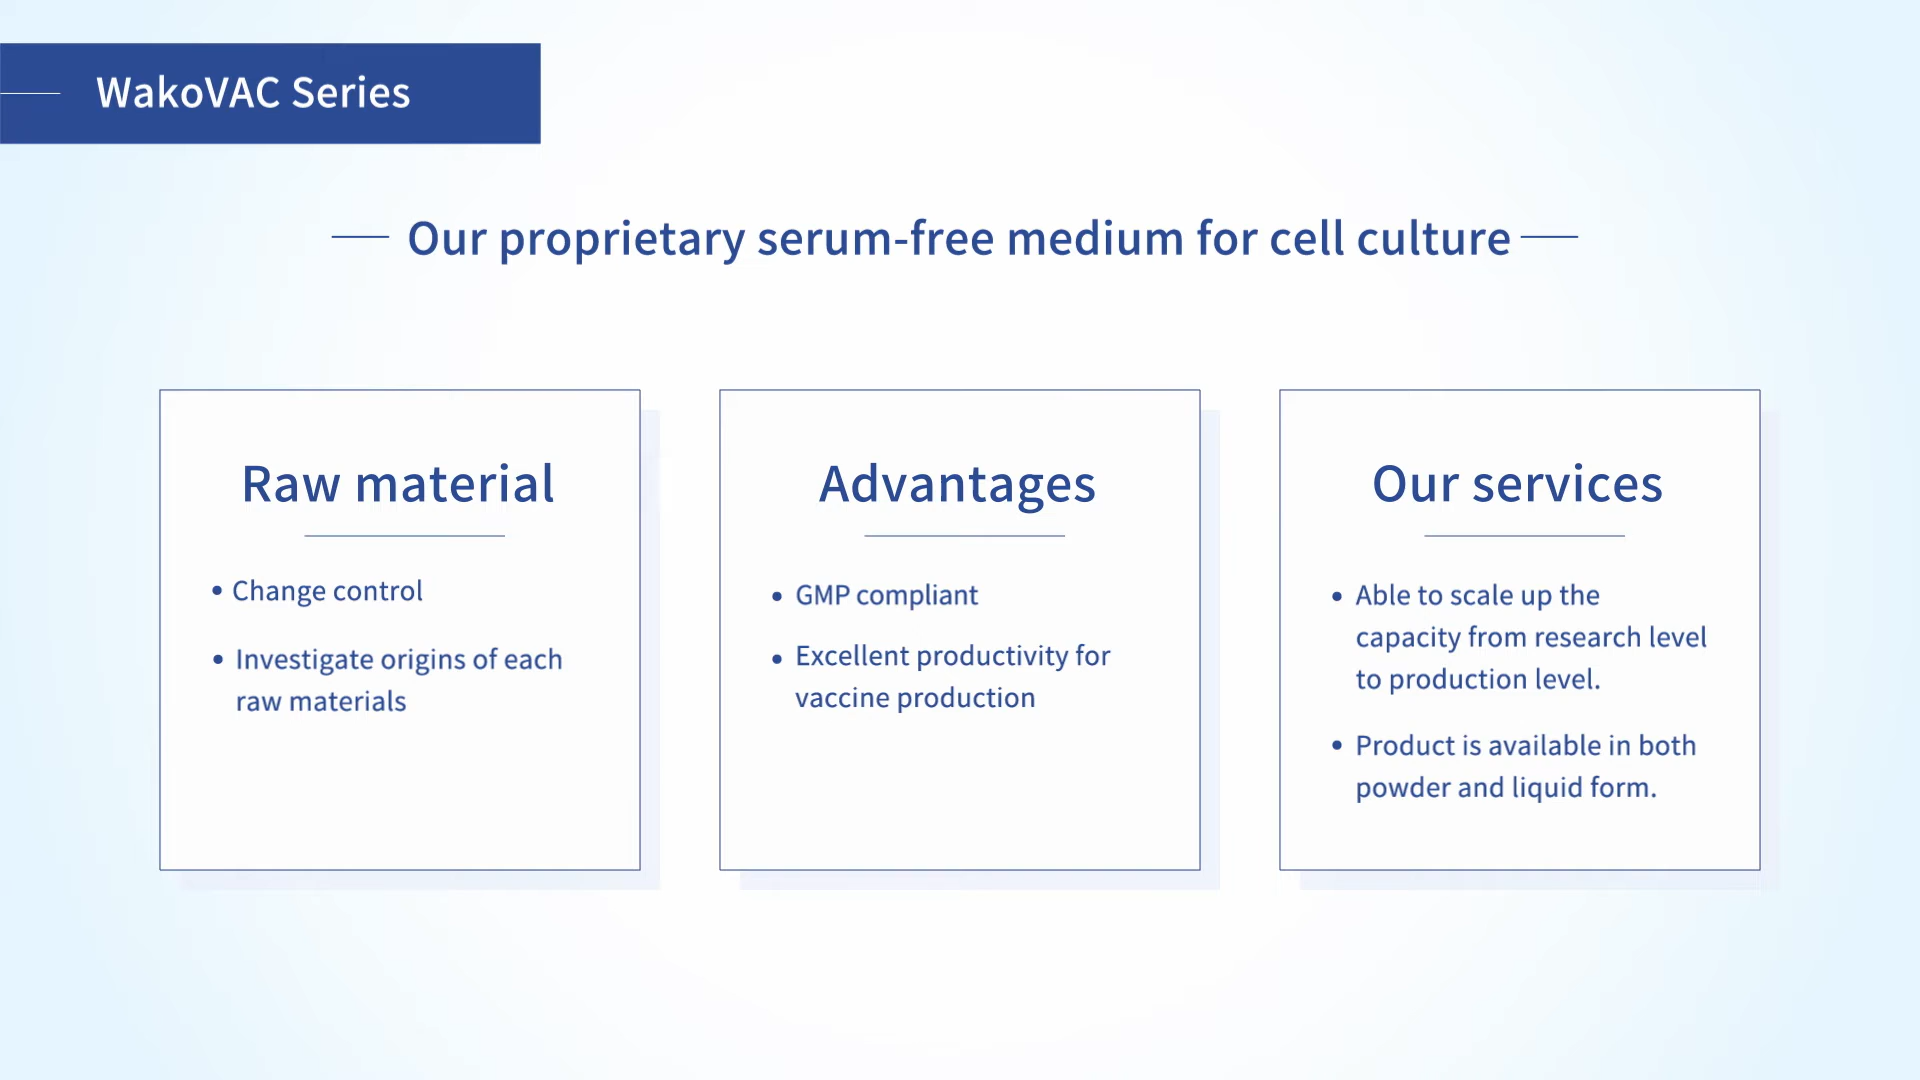 WakoVAC Series
Our proprietary serum-free medium for cell culture
Raw material
• Change control
• Investigate origins of each
raw materials
Advantages
• GMP compliant
• Excellent productivity for
vaccine production
Our services
• Able to scale up the
capacity from research level
to production level.
• Product is available in both
powder and liquid form.